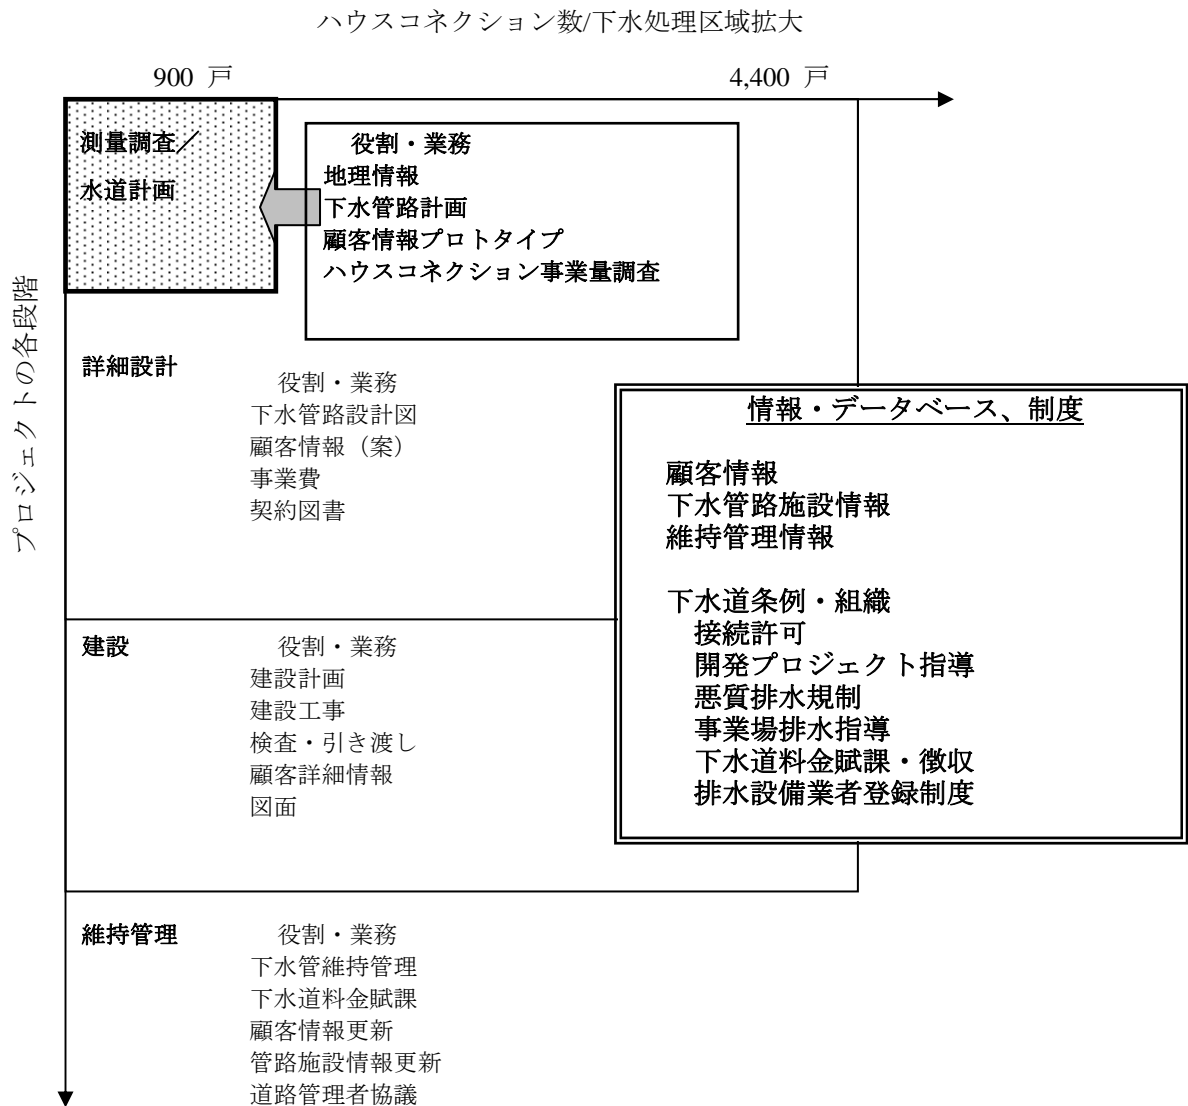 ハウスコネクション数/下水処理区域拡大
900 戸
4,400 戸
プロジェクトの各段階
測量調査／
水道計画
役割・業務
地理情報
下水管路計画
顧客情報プロトタイプ
ハウスコネクション事業量調査
詳細設計
役割・業務
下水管路設計図
顧客情報（案）
事業費
契約図書
情報・データベース、制度
顧客情報
下水管路施設情報
維持管理情報
下水道条例・組織
接続許可
開発プロジェクト指導
悪質排水規制
事業場排水指導
下水道料金賦課・徴収
排水設備業者登録制度
建設
役割・業務
建設計画
建設工事
検査・引き渡し
顧客詳細情報
図面
維持管理
役割・業務
下水管維持管理
下水道料金賦課
顧客情報更新
管路施設情報更新
道路管理者協議